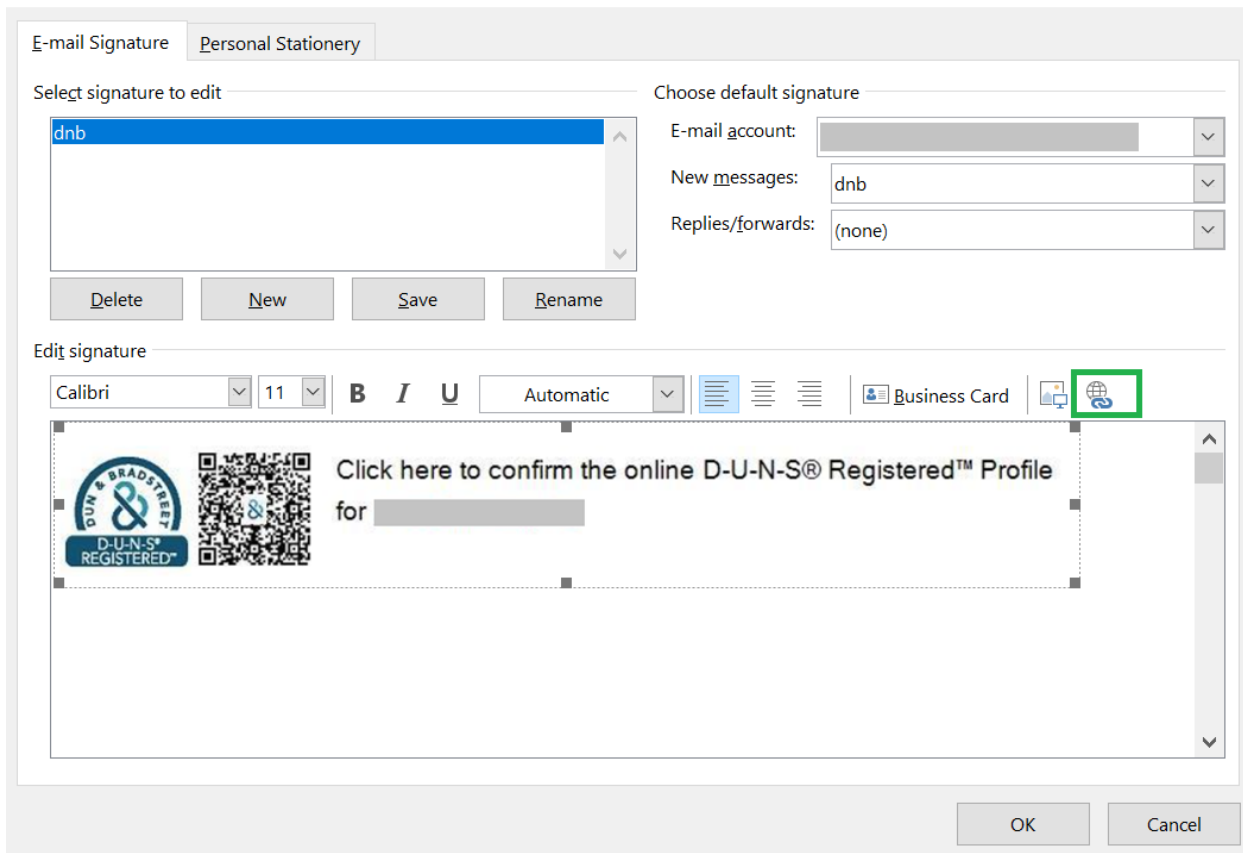 E-mail Signature
Personal Stationery
Select signature to edit
Choose default signature
dnb
E-mail account:
New messages:
dnb
Replies/forwards:
(none)
Delete
New
Save
Rename
Edit signature
Calibri
11
B
I
U
Automatic
Business Card
DUN & BRADSTREET
&
D-U-N-S®
REGISTERED™
&
Click here to confirm the online D-U-N-S® Registered™ Profile
for
OK
Cancel